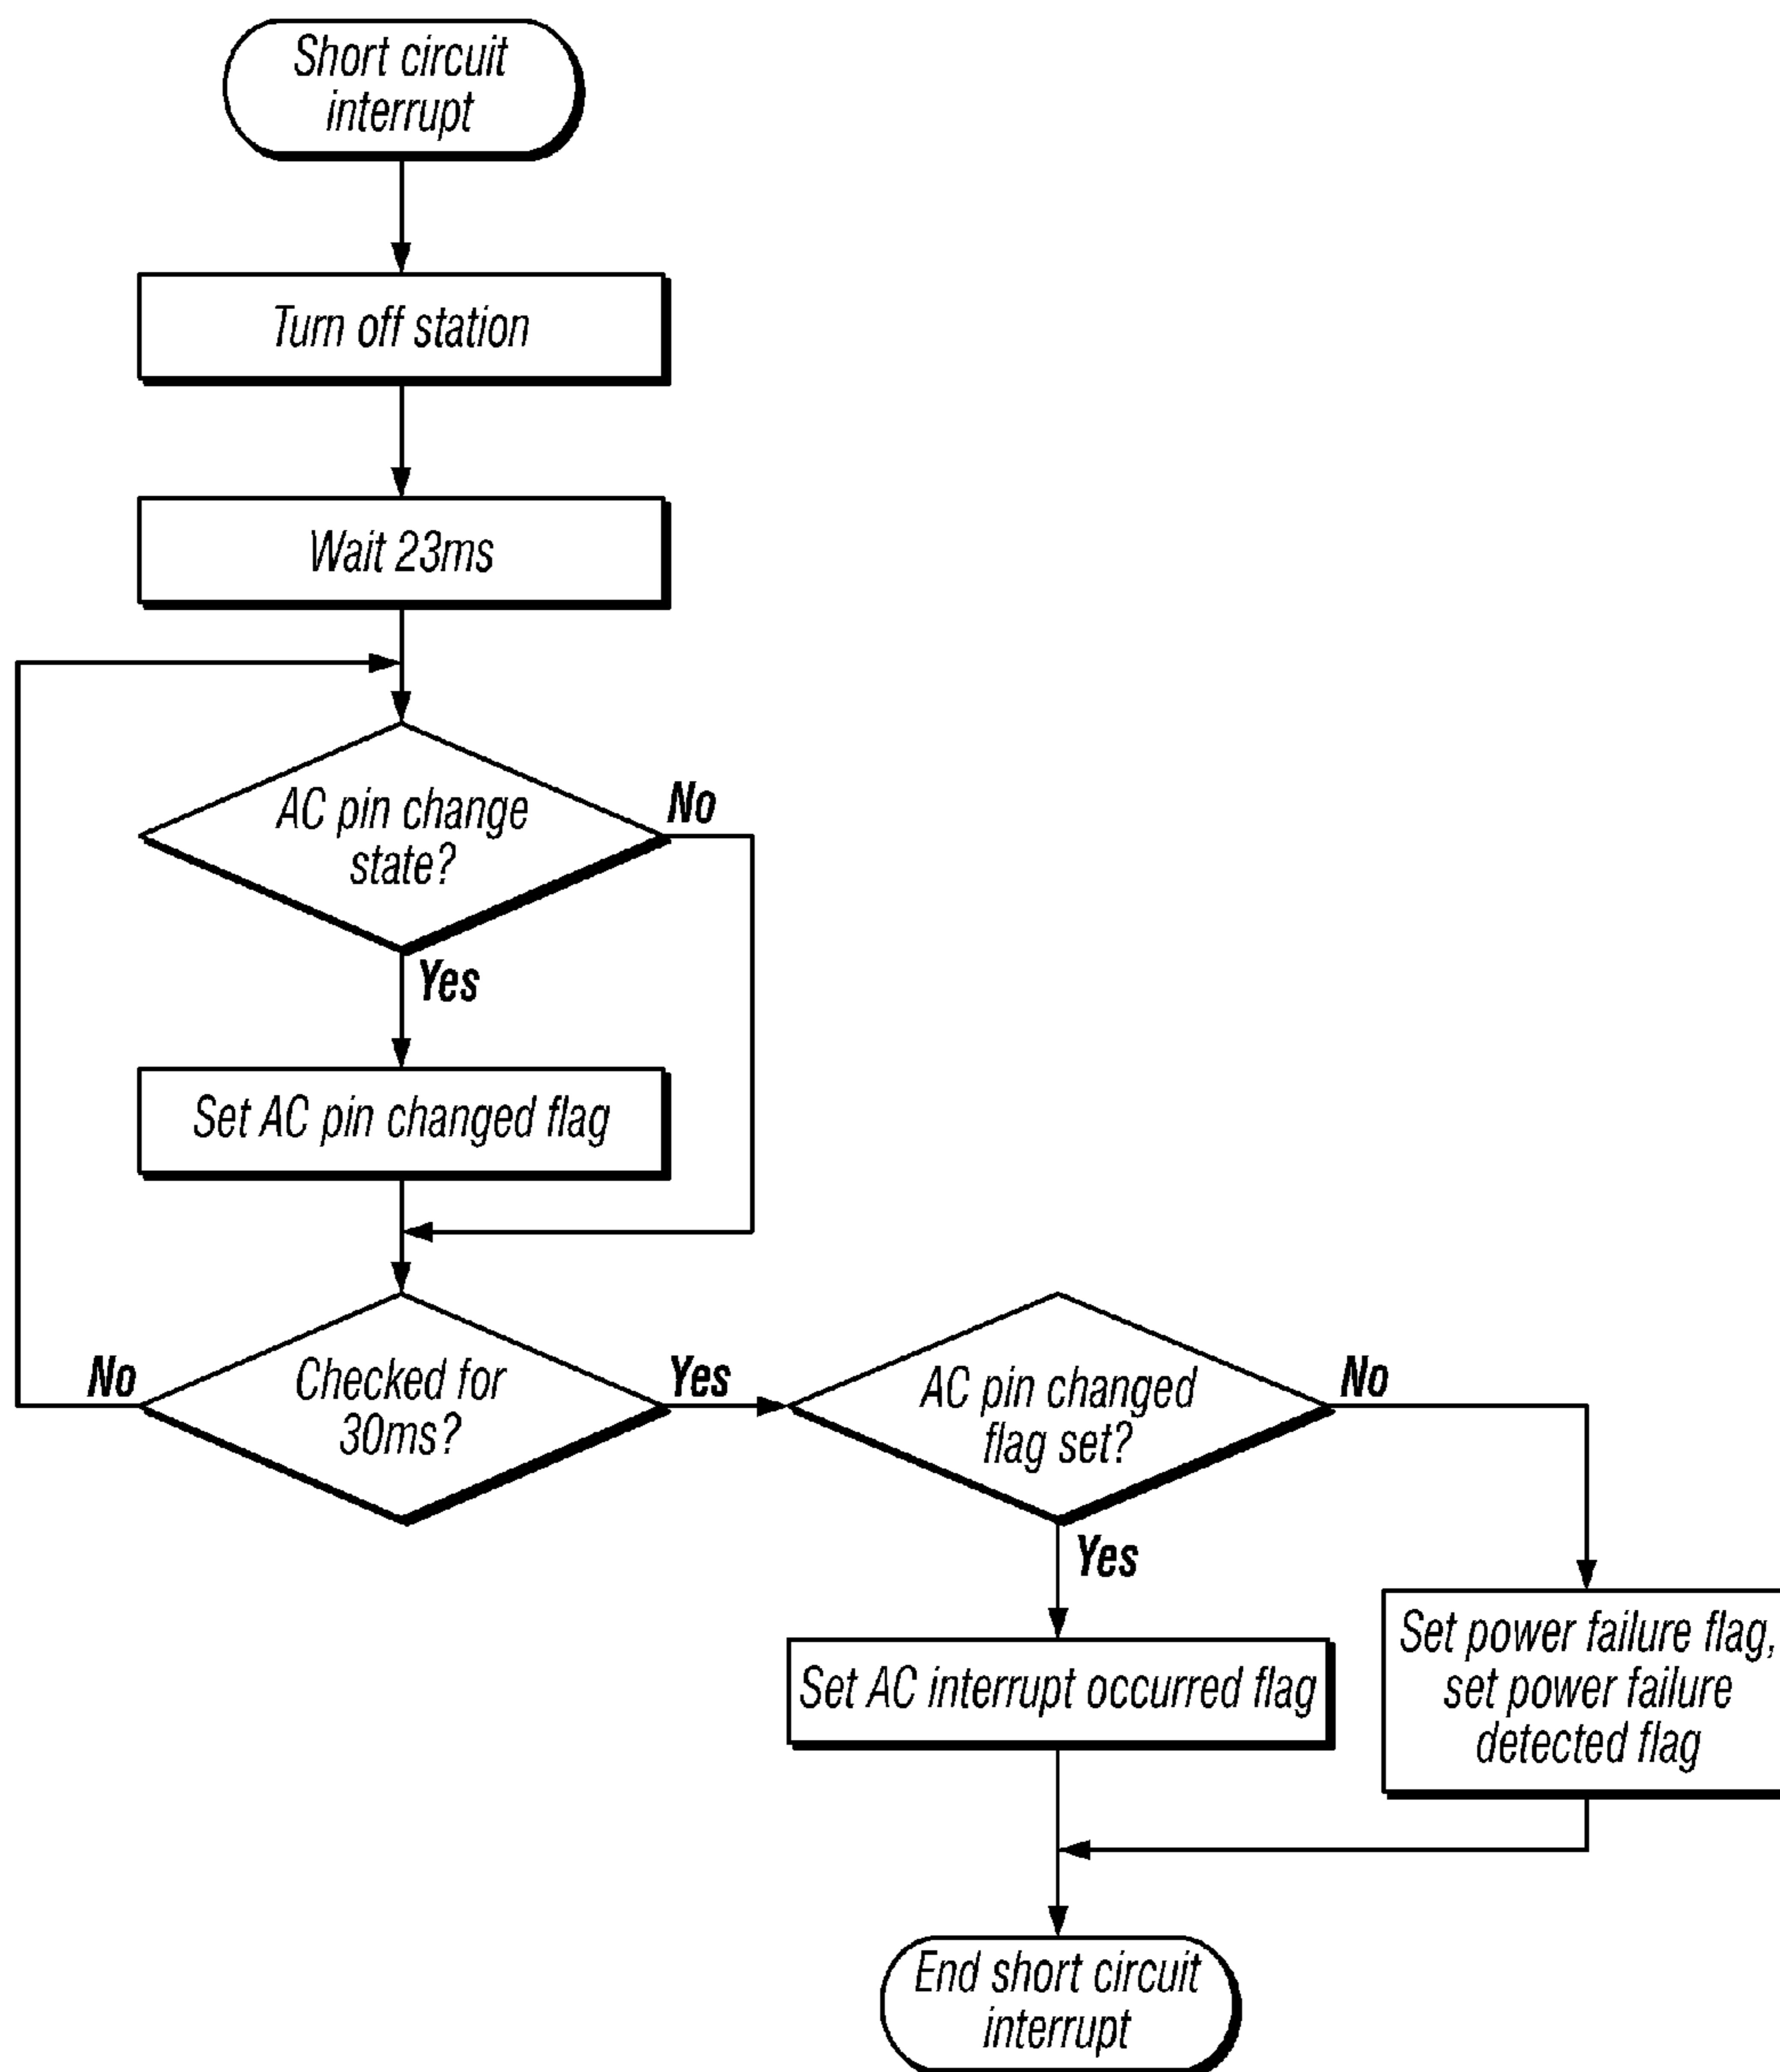 Short circuit
interrupt
Turn off station
Wait 23ms
AC pin change
state?
No
Yes
Set AC pin changed flag
No
Checked for
30ms?
Yes
AC pin changed
flag set?
No
Yes
Set AC interrupt occurred flag
Set power failure flag,
set power failure
detected flag
End short circuit
interrupt